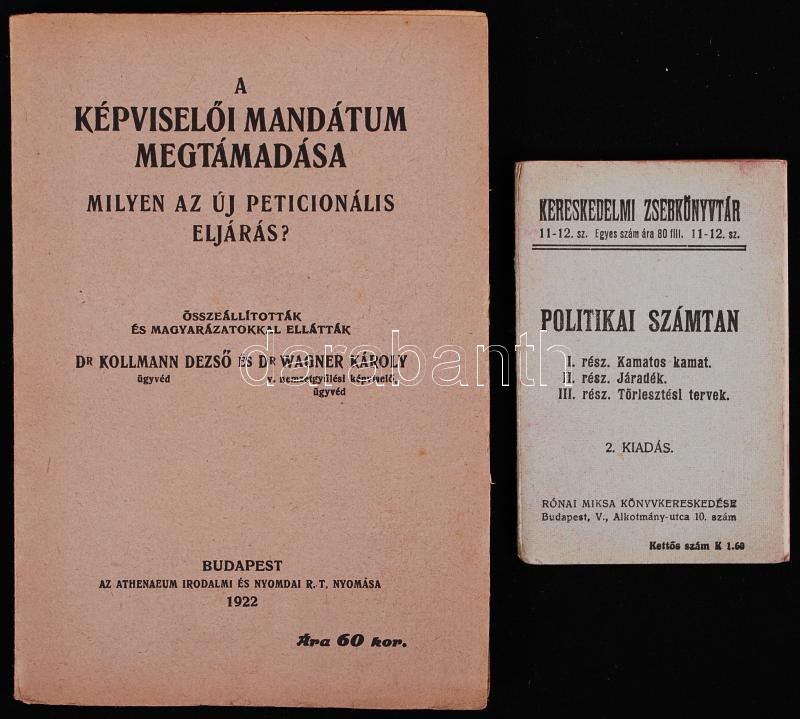 A
KÉPVISELŐI MANDÁTUM
MEGTÁMADÁSA
MILYEN AZ ÚJ PETICIONÁLIS
ELJÁRÁS?
ÖSSZEÁLLÍTOTTÁK
ÉS MAGYARÁZATOKKAL ELLÁTTÁK
DR KOLLMANN DEZSŐ ÉS DR WAGNER KÁROLY
ügyvéd v. nemzetgyűlési képviselő,
ügyvéd
BUDAPEST
AZ ATHENAEUM IRODALMI ÉS NYOMDAI R.-T. NYOMÁSA
1922
Ára 60 kor.
KERESKEDELMI ZSEBKÖNYVTÁR
11-12. sz. Egyes szám ára 80 fill. 11-12. sz.
POLITIKAI SZÁMTAN
I. rész. Kamatos kamat.
II. rész. Járadék.
III. rész. Törlesztési tervek.
2. KIADÁS.
RÓNAI MIKSA KÖNYVKERESKEDÉSE
Budapest, V., Alkotmány-utca 10. szám
Kettős szám K 1.60
darabanth